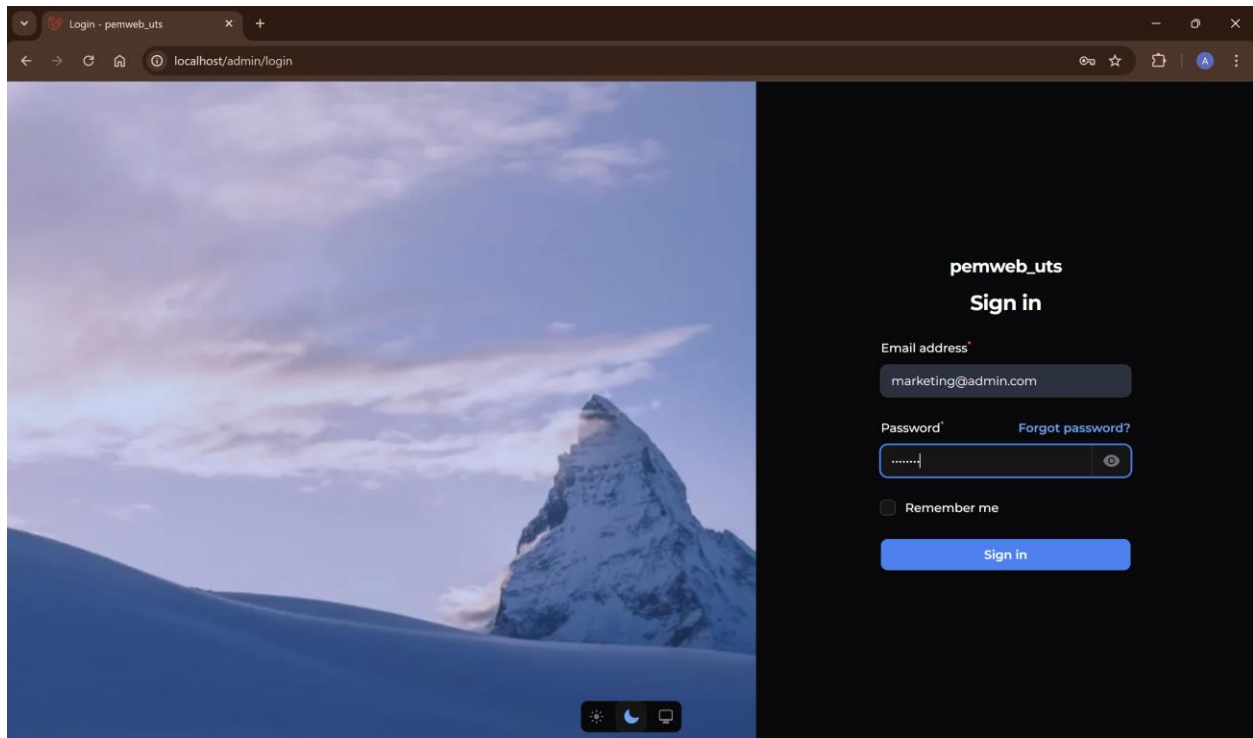 Login - pemweb_uts
localhost/admin/login
A
pemweb_uts
Sign in
Email address*
marketing@admin.com
Password* Forgot password?
Remember me
Sign in